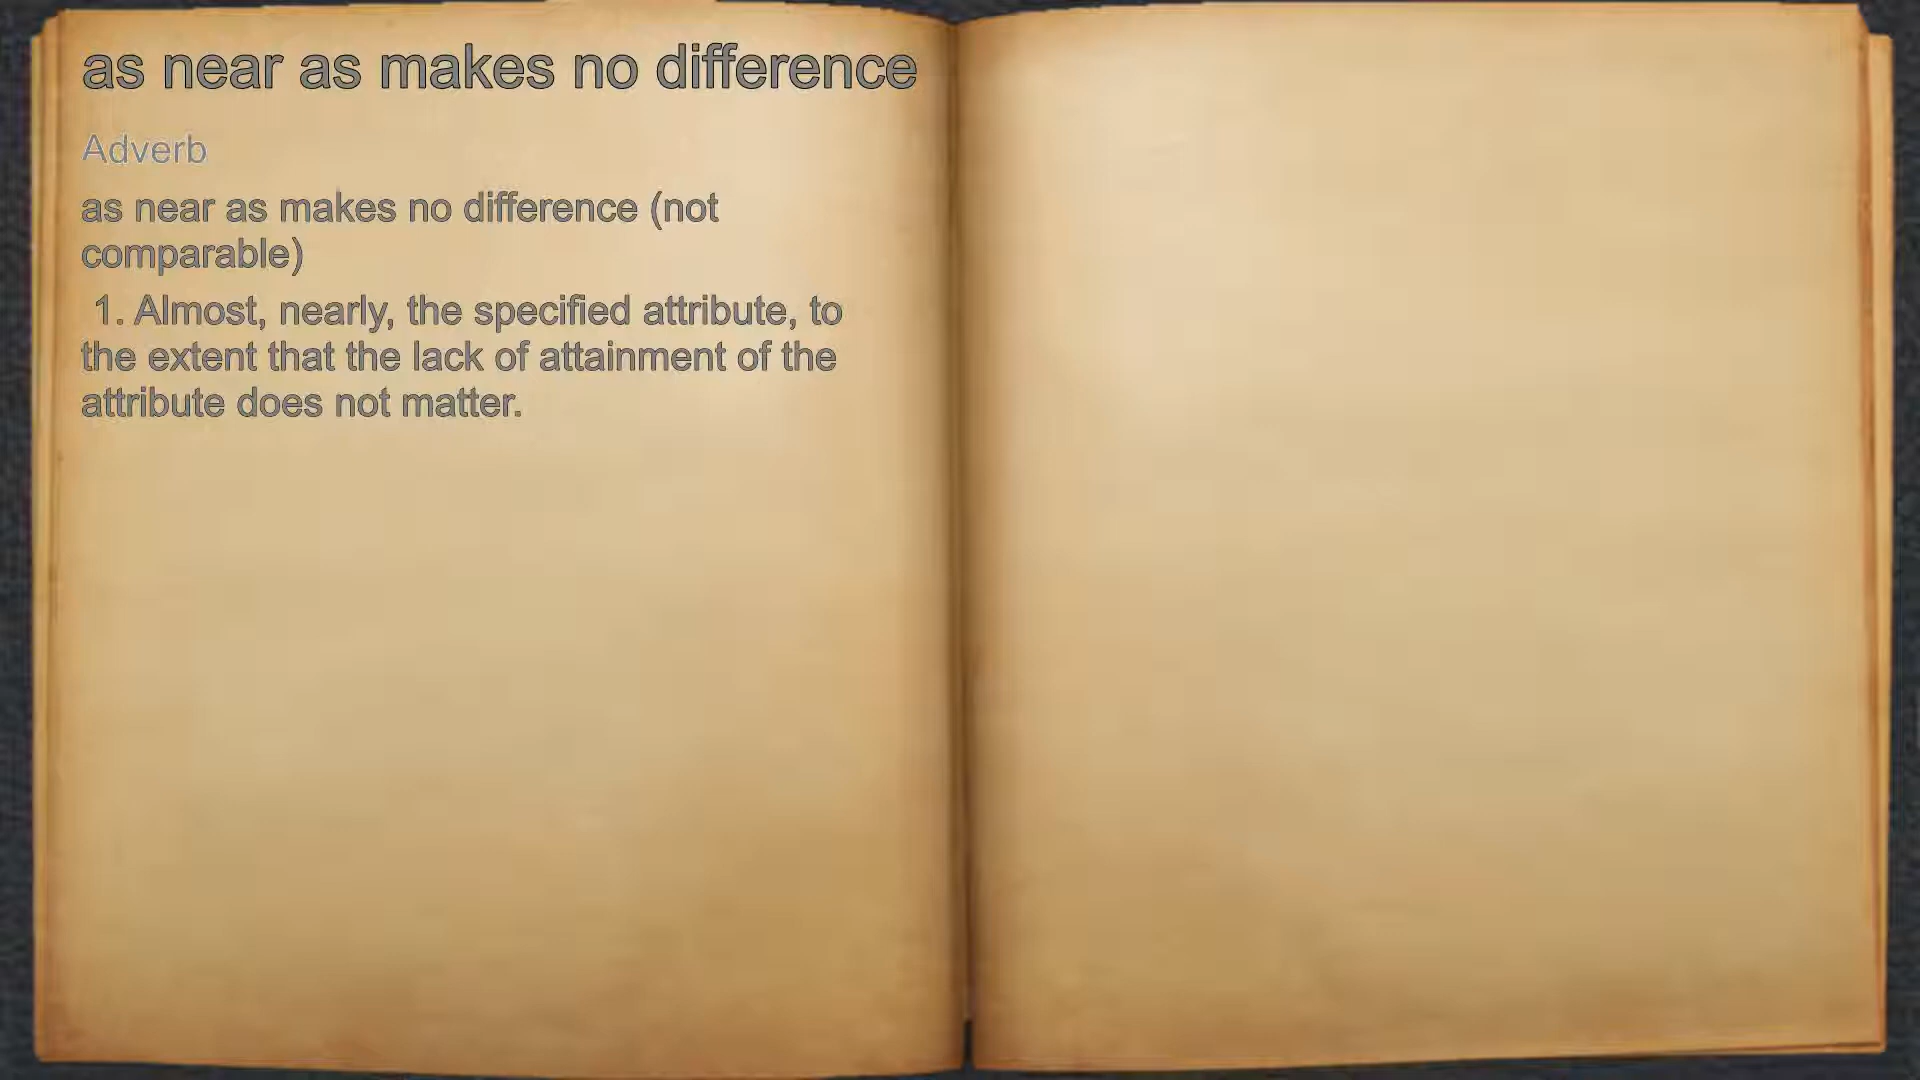 as near as makes no difference
Adverb
as near as makes no difference (not
comparable)
1. Almost, nearly, the specified attribute, to
the extent that the lack of attainment of the
attribute does not matter.